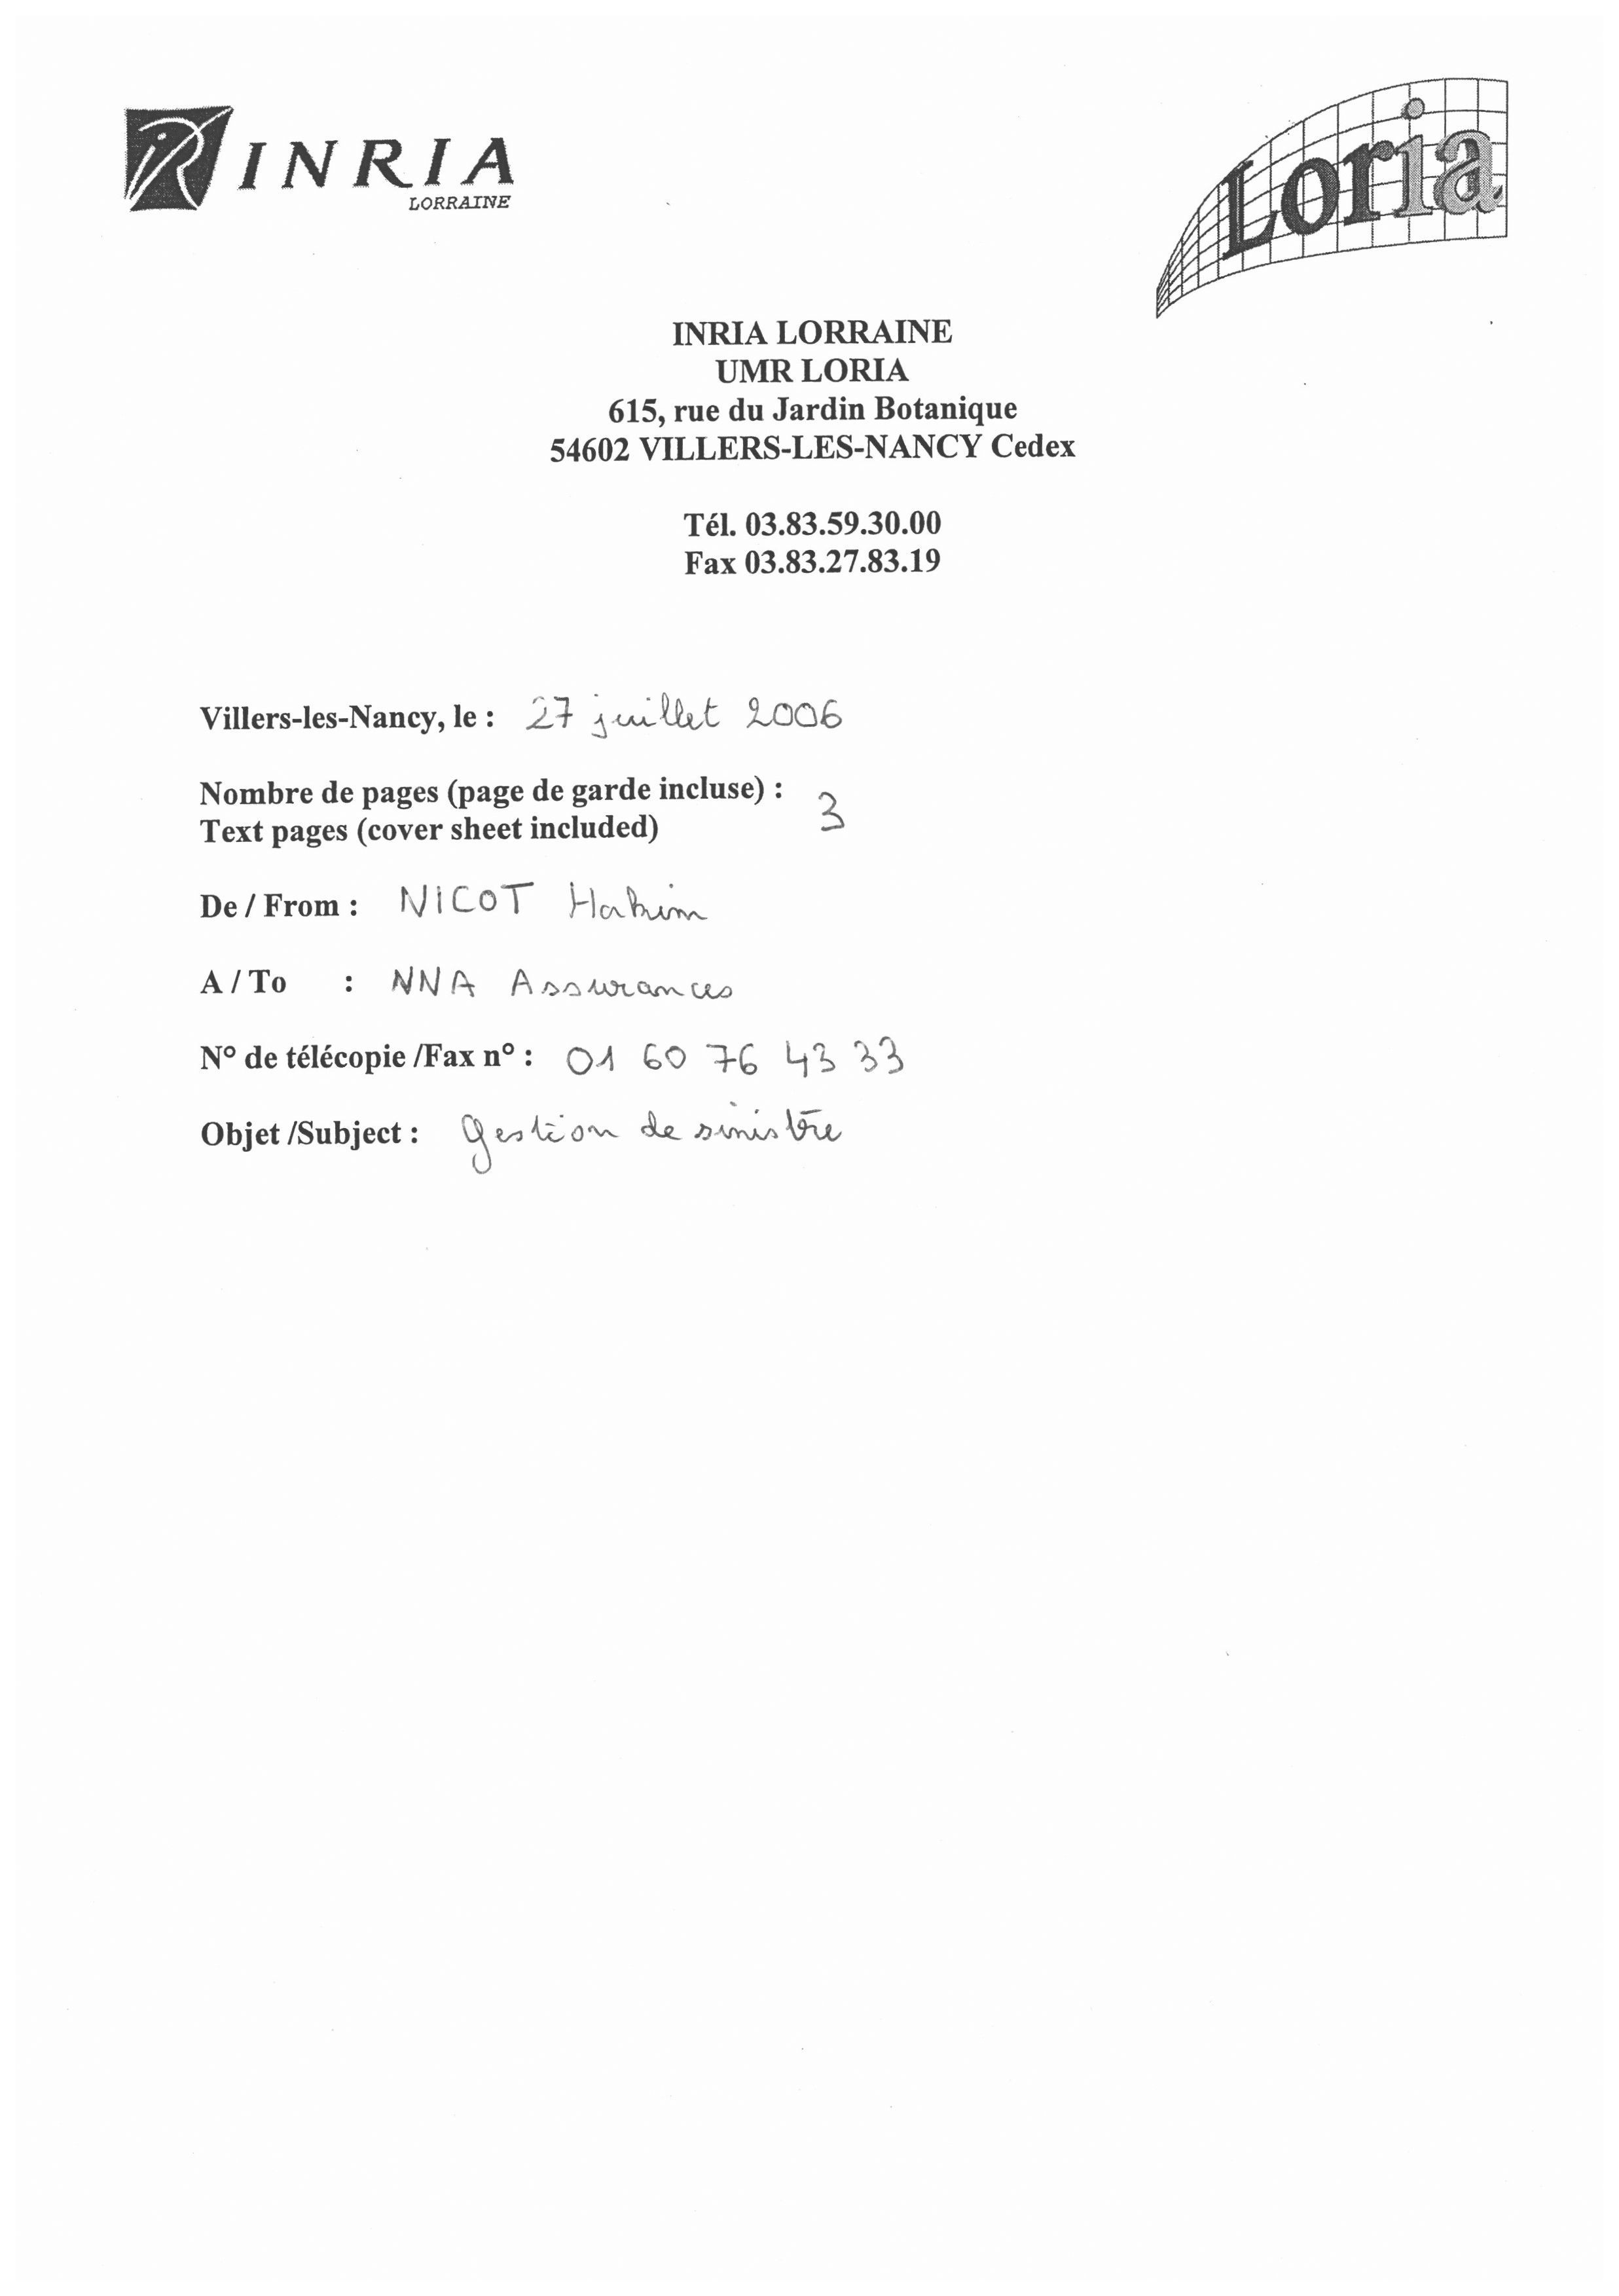 INRIA
LORRAINE
Loria
INRIA LORRAINE
UMR LORIA
615, rue du Jardin Botanique
54602 VILLERS-LES-NANCY Cedex
Tél. 03.83.59.30.00
Fax 03.83.27.83.19
Villers-les-Nancy, le : 27 juillet 2006
Nombre de pages (page de garde incluse) : 3
Text pages (cover sheet included)
De / From : NICOT Hakim
A / To : NNA Assurances
N° de télécopie /Fax n° : 01 60 76 43 33
Objet /Subject : gestion de sinistre